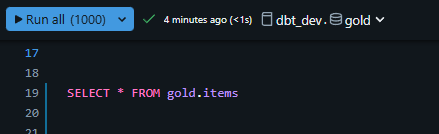 Run all (1000) 4 minutes ago (<1s) dbt_dev. gold
17
18
19 SELECT * FROM gold.items
20
21